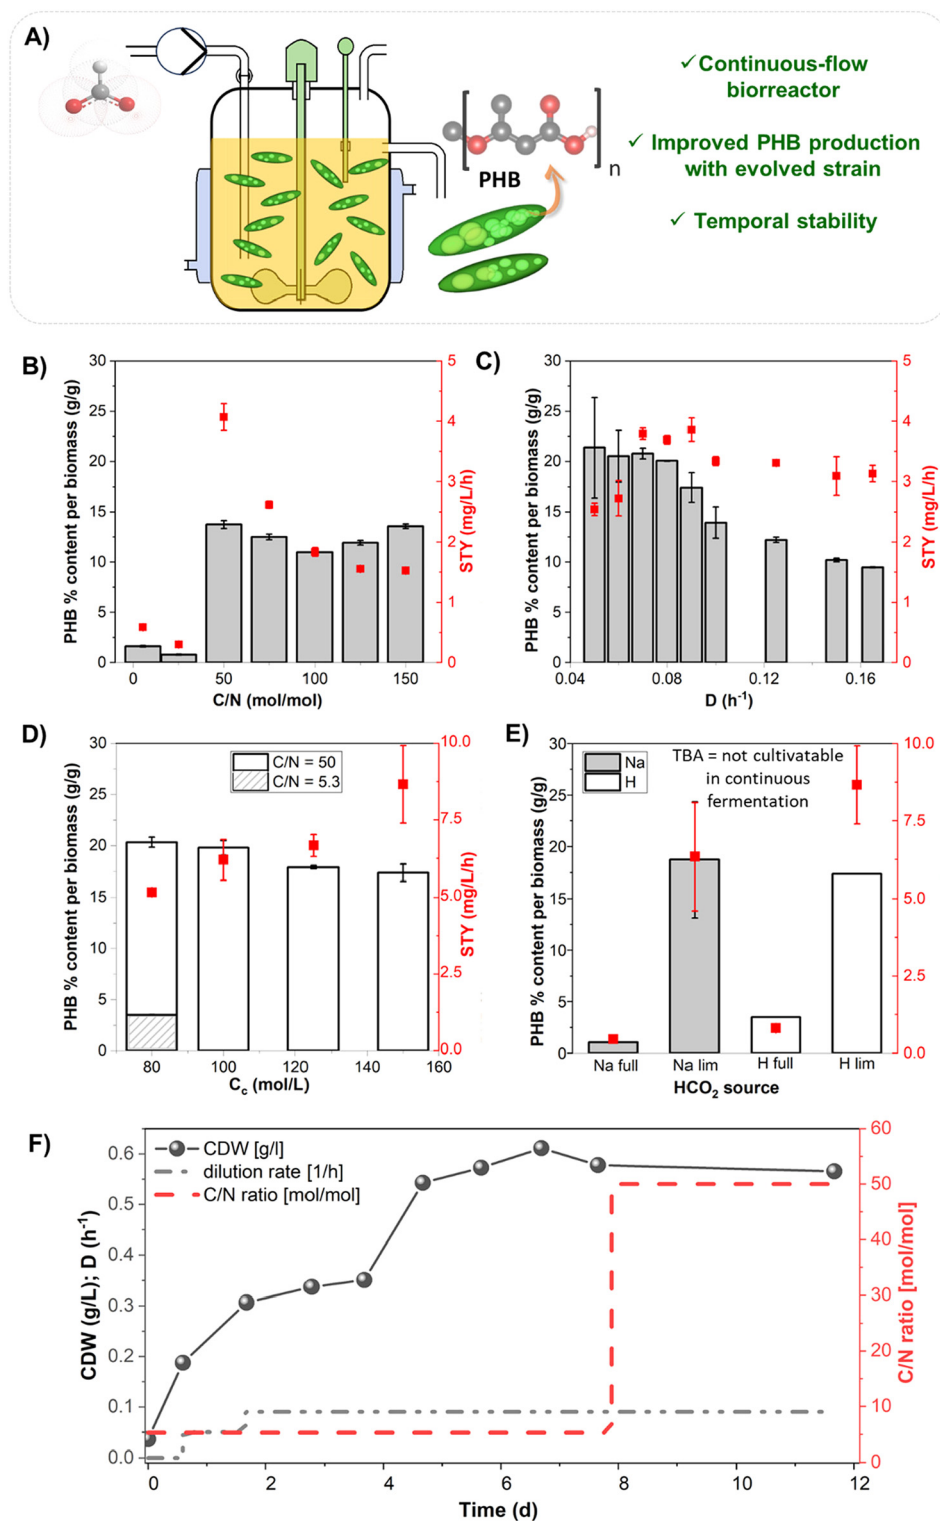 A)
PHB
n
✓Continuous-flow
biorreactor
✓ Improved PHB production
with evolved strain
✓ Temporal stability
B)
PHB % content per biomass (g/g)
30
25
20
15
10
5
0
0
50
100
150
C/N (mol/mol)
5
4
3
2
1
0
STY (mg/L/h)
C)
PHB % content per biomass (g/g)
30
25
20
15
10
5
0
0.04
0.08
0.12
0.16
D (h⁻¹)
5
4
3
2
1
0
STY (mg/L/h)
D)
PHB % content per biomass (g/g)
30
25
20
15
10
5
0
C/N = 50
C/N = 5.3
80
100
120
140
160
C_c (mol/L)
10.0
7.5
5.0
2.5
0.0
STY (mg/L/h)
E)
PHB % content per biomass (g/g)
30
25
20
15
10
5
0
Na
H
TBA = not cultivatable
in continuous
fermentation
Na full
Na lim
H full
H lim
HCO₂ source
10.0
7.5
5.0
2.5
0.0
STY (mg/L/h)
F)
CDW (g/L); D (h⁻¹)
0.6
0.5
0.4
0.3
0.2
0.1
0.0
CDW [g/l]
dilution rate [1/h]
C/N ratio [mol/mol]
0
2
4
6
8
10
12
Time (d)
60
50
40
30
20
10
0
C/N ratio [mol/mol]